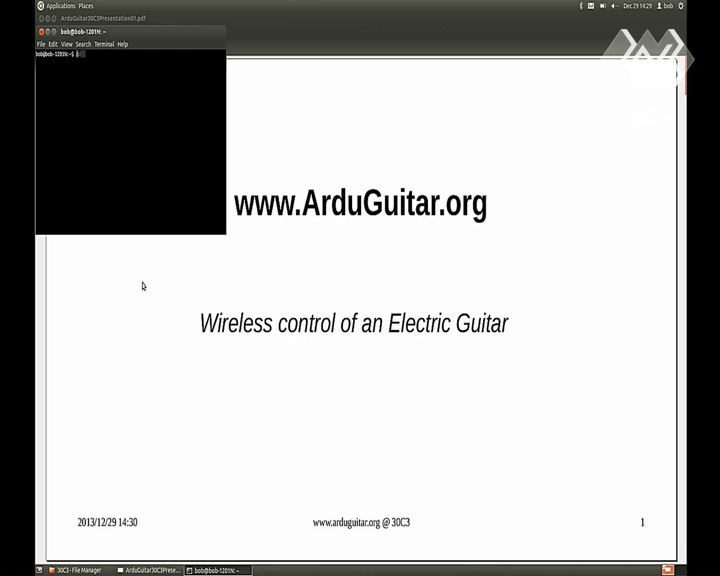 Applications Places
Dec 29 14:29 bob
ArduGuitar30C3Presentation01.pdf
bob@bob-1201N: ~
File Edit View Search Terminal Help
bob@bob-1201N:~$
www.ArduGuitar.org
Wireless control of an Electric Guitar
2013/12/29 14:30
www.arduguitar.org @ 30C3
1
30C3 - File Manager
ArduGuitar30C3Prese...
bob@bob-1201N: ~